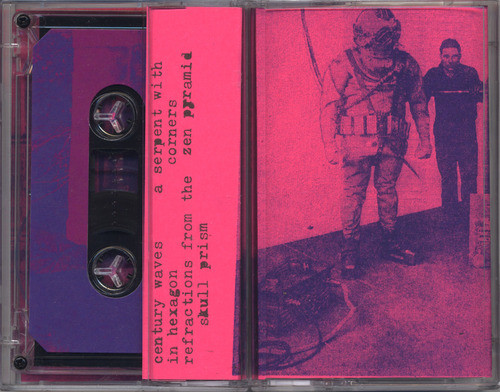 century waves a serpent with
in hexagon corners
refractions from the zen pyramid
skull prism